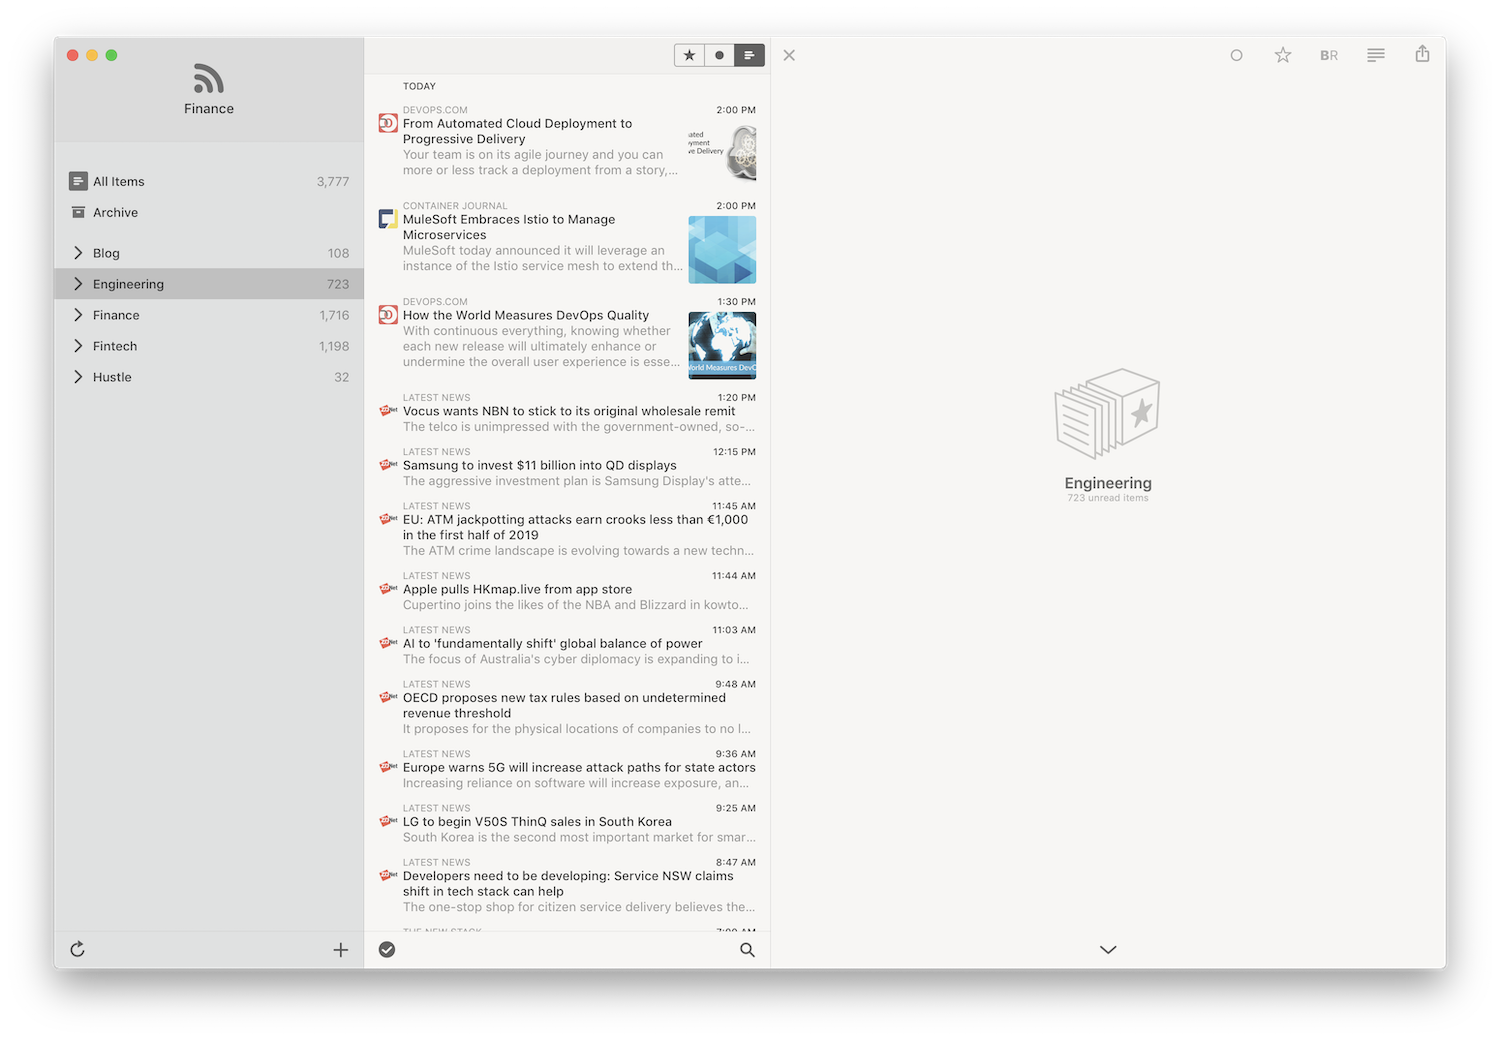 Finance
All Items 3,777
Archive
Blog 108
Engineering 723
Finance 1,716
Fintech 1,198
Hustle 32
TODAY
DEVOPS.COM 2:00 PM
From Automated Cloud Deployment to
Progressive Delivery
Your team is on its agile journey and you can
more or less track a deployment from a story,...
ated
yment
ve Delivery
CONTAINER JOURNAL 2:00 PM
MuleSoft Embraces Istio to Manage
Microservices
MuleSoft today announced it will leverage an
instance of the Istio service mesh to extend th...
DEVOPS.COM 1:30 PM
How the World Measures DevOps Quality
With continuous everything, knowing whether
each new release will ultimately enhance or
undermine the overall user experience is esse...
World Measures DevO
LATEST NEWS 1:20 PM
Vocus wants NBN to stick to its original wholesale remit
The telco is unimpressed with the government-owned, so-...
LATEST NEWS 12:15 PM
Samsung to invest $11 billion into QD displays
The aggressive investment plan is Samsung Display's atte...
LATEST NEWS 11:45 AM
EU: ATM jackpotting attacks earn crooks less than €1,000
in the first half of 2019
The ATM crime landscape is evolving towards a new techn...
LATEST NEWS 11:44 AM
Apple pulls HKmap.live from app store
Cupertino joins the likes of the NBA and Blizzard in kowto...
LATEST NEWS 11:03 AM
AI to 'fundamentally shift' global balance of power
The focus of Australia's cyber diplomacy is expanding to i...
LATEST NEWS 9:48 AM
OECD proposes new tax rules based on undetermined
revenue threshold
It proposes for the physical locations of companies to no l...
LATEST NEWS 9:36 AM
Europe warns 5G will increase attack paths for state actors
Increasing reliance on software will increase exposure, an...
LATEST NEWS 9:25 AM
LG to begin V50S ThinQ sales in South Korea
South Korea is the second most important market for smar...
LATEST NEWS 8:47 AM
Developers need to be developing: Service NSW claims
shift in tech stack can help
The one-stop shop for citizen service delivery believes the...
THE NEW STACK 7:00 AM
BR
Engineering
723 unread items